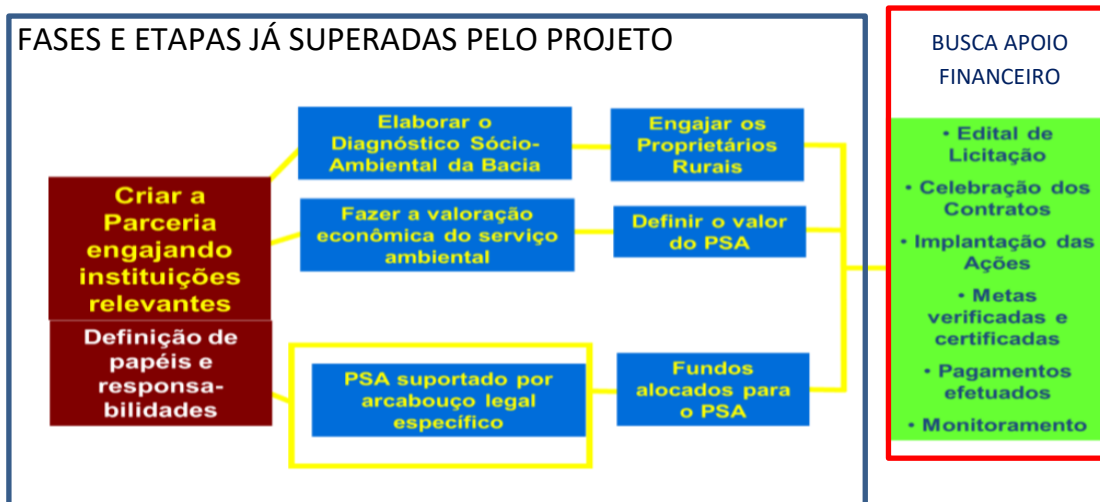 FASES E ETAPAS JÁ SUPERADAS PELO PROJETO
Criar a
Parceria
engajando
instituições
relevantes
Definição de
papéis e
responsa-
bilidades
Elaborar o
Diagnóstico Sócio-
Ambiental da Bacia
Engajar os
Proprietários
Rurais
Fazer a valoração
econômica do serviço
ambiental
Definir o valor
do PSA
PSA suportado por
arcabouço legal
específico
Fundos
alocados para
o PSA
BUSCA APOIO
FINANCEIRO
• Edital de
Licitação
• Celebração dos
Contratos
• Implantação das
Ações
• Metas
verificadas e
certificadas
• Pagamentos
efetuados
• Monitoramento